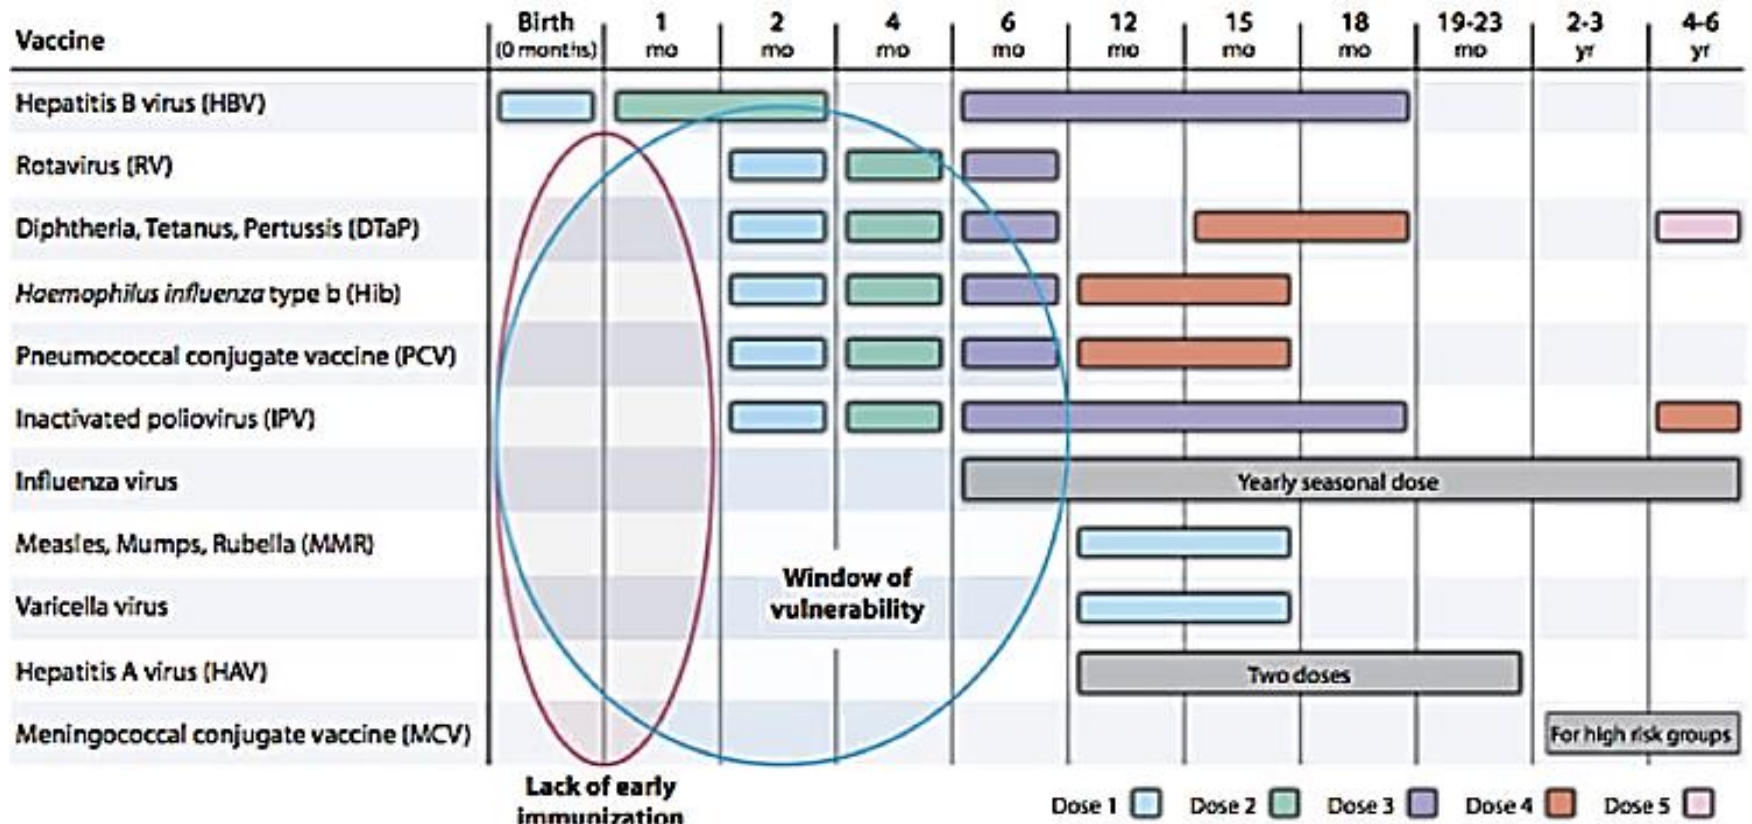 Vaccine
Birth
(0 months)
1
mo
2
mo
4
mo
6
mo
12
mo
15
mo
18
mo
19-23
mo
2-3
yr
4-6
yr
Hepatitis B virus (HBV)
Rotavirus (RV)
Diphtheria, Tetanus, Pertussis (DTaP)
Haemophilus influenza type b (Hib)
Pneumococcal conjugate vaccine (PCV)
Inactivated poliovirus (IPV)
Influenza virus
Yearly seasonal dose
Measles, Mumps, Rubella (MMR)
Window of
vulnerability
Varicella virus
Hepatitis A virus (HAV)
Two doses
Meningococcal conjugate vaccine (MCV)
For high risk groups
Lack of early
immunization
Dose 1 Dose 2 Dose 3 Dose 4 Dose 5